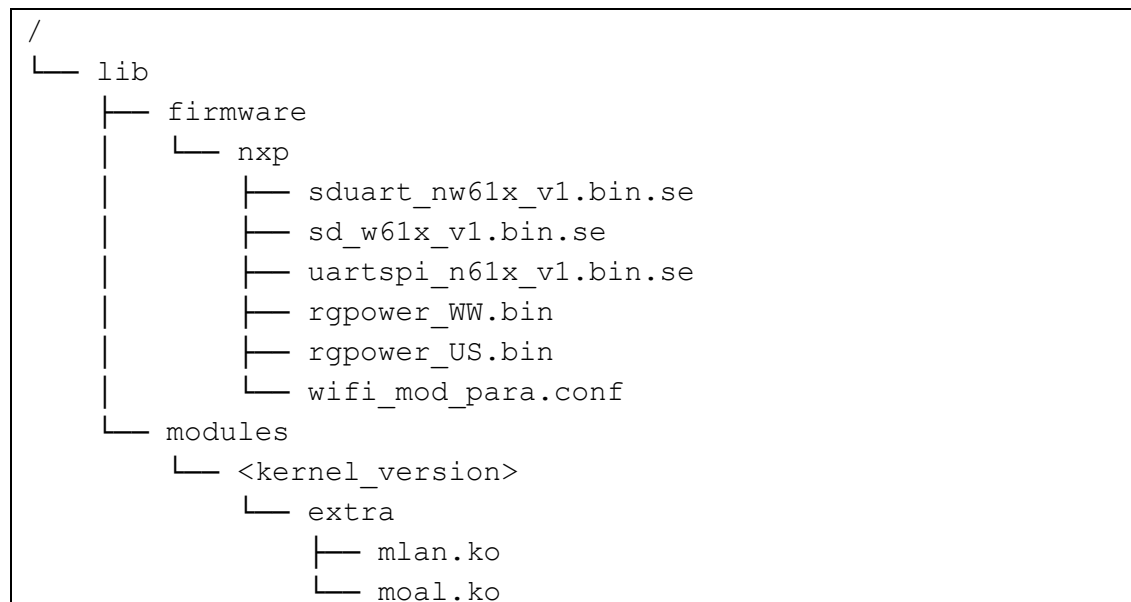 /
└── lib
    ├── firmware
    │   └── nxp
    │       ├── sduart_nw61x_v1.bin.se
    │       ├── sd_w61x_v1.bin.se
    │       ├── uartspi_n61x_v1.bin.se
    │       ├── rgpower_WW.bin
    │       ├── rgpower_US.bin
    │       └── wifi_mod_para.conf
    └── modules
        └── <kernel_version>
            └── extra
                ├── mlan.ko
                └── moal.ko